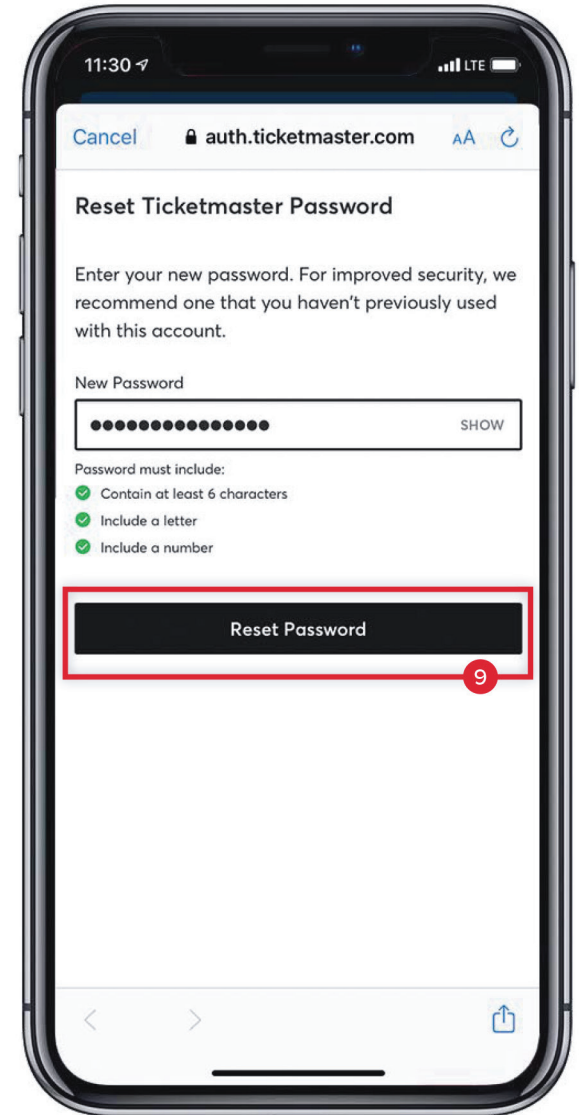 11:30
LTE
Cancel auth.ticketmaster.com AA
Reset Ticketmaster Password
Enter your new password. For improved security, we
recommend one that you haven't previously used
with this account.
New Password
●●●●●●●●●●●●●●● SHOW
Password must include:
Contain at least 6 characters
Include a letter
Include a number
Reset Password
9